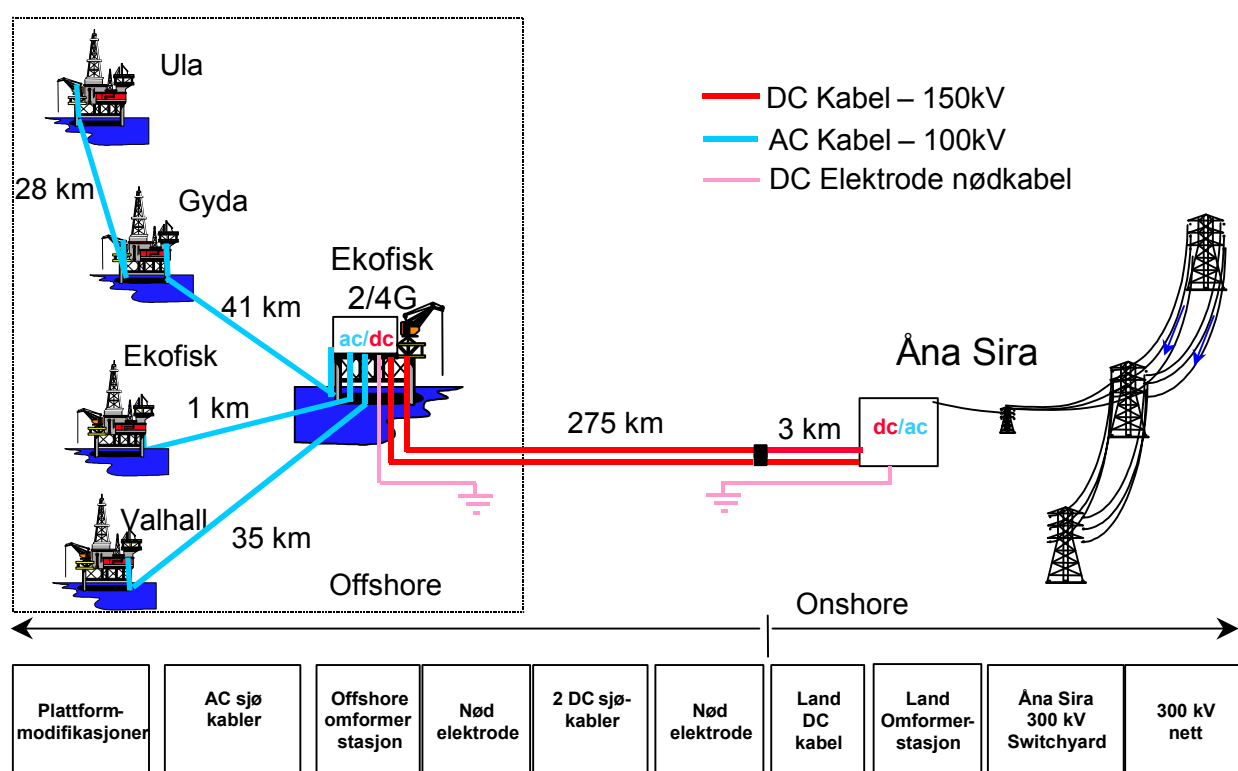 Ula
DC Kabel – 150kV
AC Kabel – 100kV
DC Elektrode nødkabel
28 km
Gyda
Ekofisk
2/4G
41 km
ac/dc
Ekofisk
1 km
Åna Sira
275 km
3 km
dc/ac
Valhall
35 km
Offshore
Onshore
Plattform-
modifikasjoner
AC sjø
kabler
Offshore
omformer
stasjon
Nød
elektrode
2 DC sjø-
kabler
Nød
elektrode
Land
DC
kabel
Land
Omformer-
stasjon
Åna Sira
300 kV
Switchyard
300 kV
nett